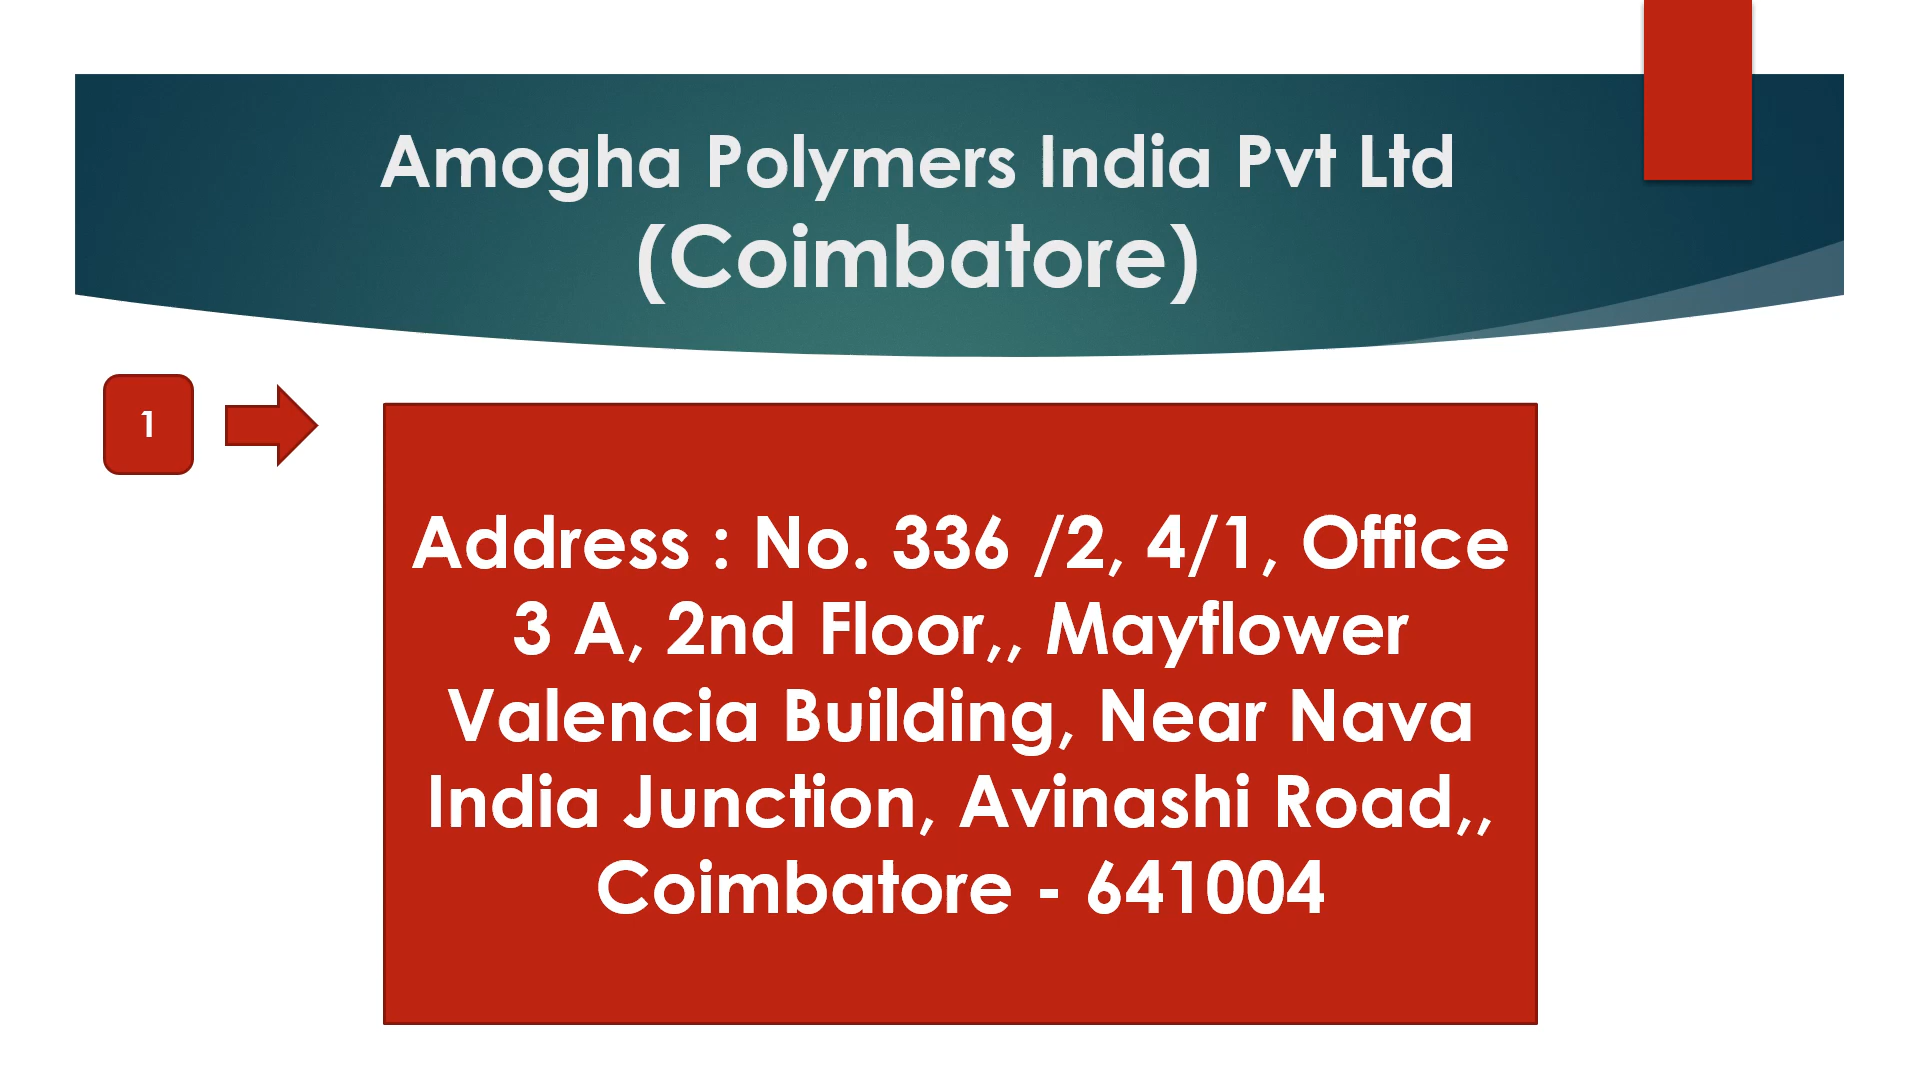 Amogha Polymers India Pvt Ltd
(Coimbatore)
1
Address : No. 336 /2, 4/1, Office
3 A, 2nd Floor,, Mayflower
Valencia Building, Near Nava
India Junction, Avinashi Road,,
Coimbatore - 641004